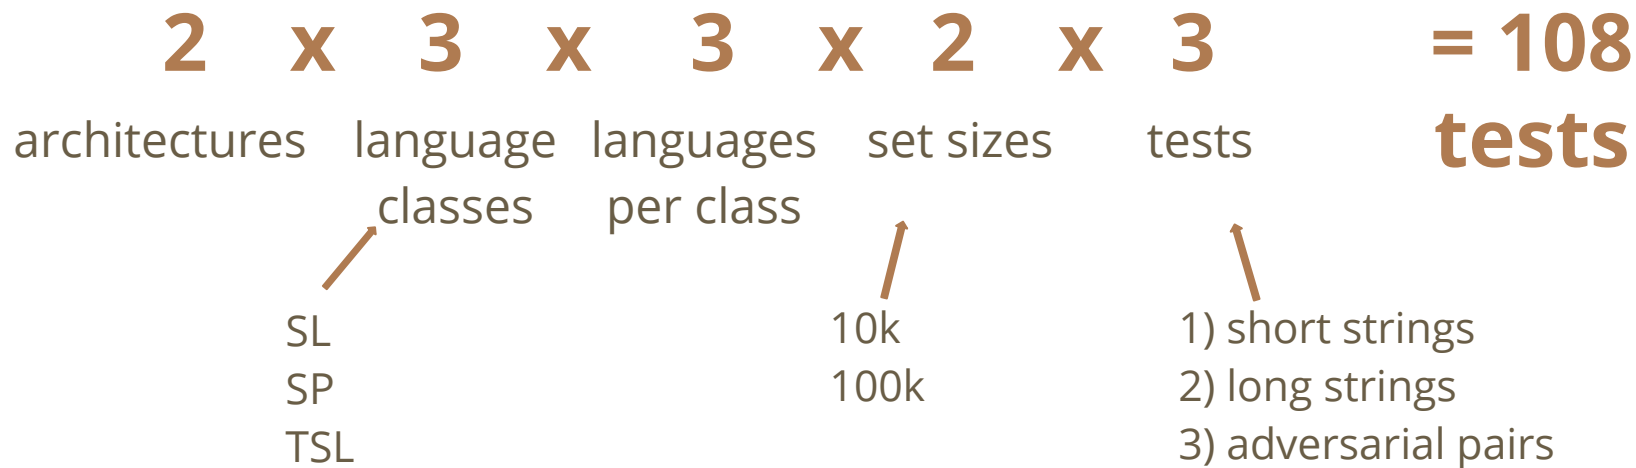 2 x 3 x 3 x 2 x 3 = 108
architectures language languages set sizes tests tests
classes per class
SL 10k 1) short strings
SP 100k 2) long strings
TSL 3) adversarial pairs